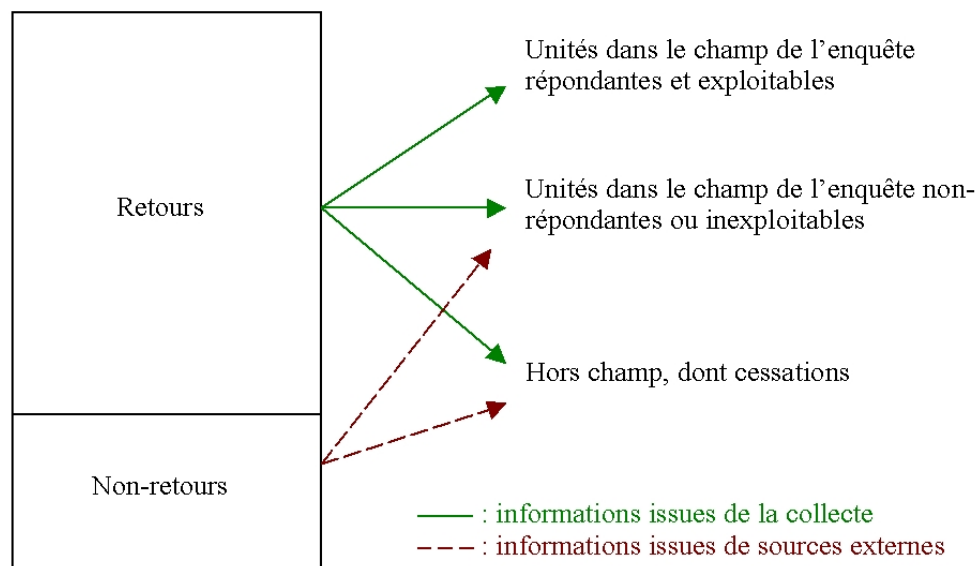 Unités dans le champ de l’enquête
répondantes et exploitables
Retours
Unités dans le champ de l’enquête non-
répondantes ou inexploitables
Hors champ, dont cessations
Non-retours
: informations issues de la collecte
: informations issues de sources externes